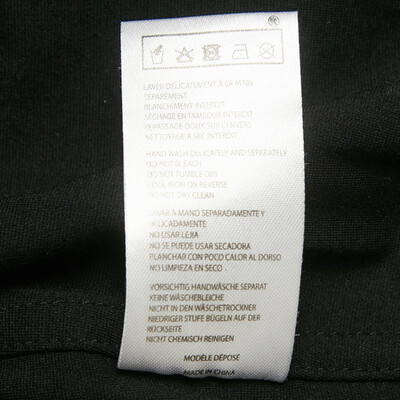 LAVER DELICATEMENT A LA MAIN
SEPAREMENT
BLANCHIMENT INTERDIT
SECHAGE EN TAMBOUR INTERDIT
REPASSAGE DOUX SUR L'ENVERS
NETTOYAGE A SEC INTERDIT
HAND WASH DELICATELY AND SEPARATELY
DO NOT BLEACH
DO NOT TUMBLE DRY
COOL IRON ON REVERSE
DO NOT DRY CLEAN
LAVAR A MANO SEPARADAMENTE Y
DELICADAMENTE
NO USAR LEJIA
NO SE PUEDE USAR SECADORA
PLANCHAR CON POCO CALOR AL DORSO
NO LIMPIEZA EN SECO .
VORSICHTIG HANDWÄSCHE SEPARAT
KEINE WÄSCHEBLEICHE
NICHT IN DEN WÄSCHETROCKNER
NIEDRIGER STUFE BÜGELN AUF DER
RÜCKSEITE
NICHT CHEMISCH REINIGEN
MODÈLE DÉPOSÉ
MADE IN CHINA